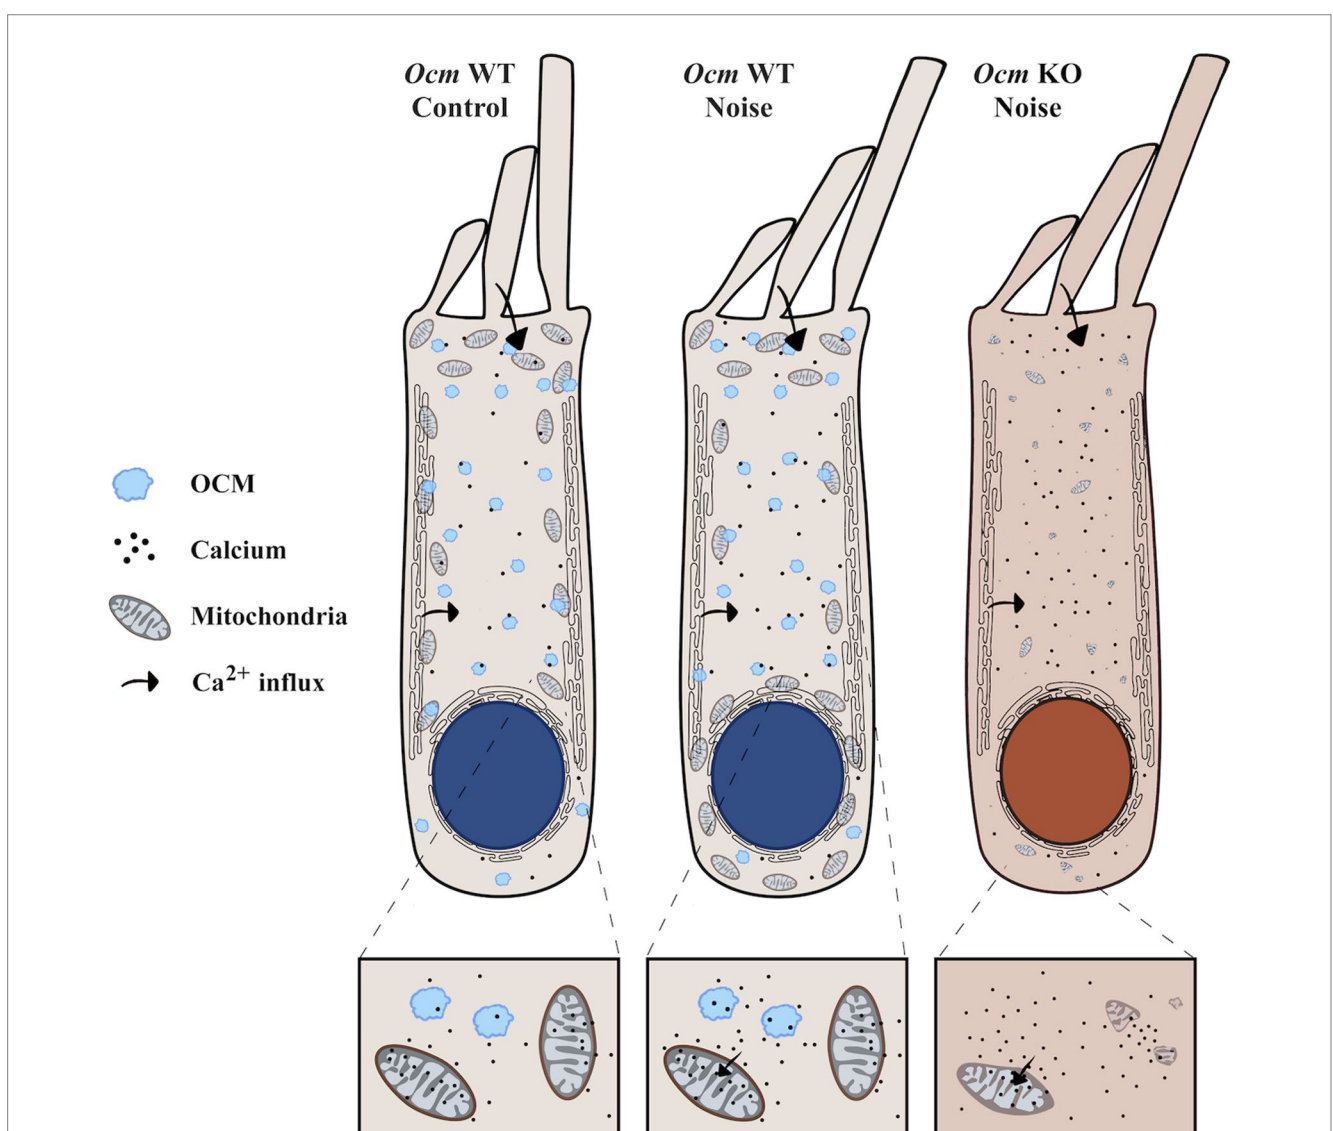 Ocm WT
Control
Ocm WT
Noise
Ocm KO
Noise
OCM
Calcium
Mitochondria
Ca²⁺ influx